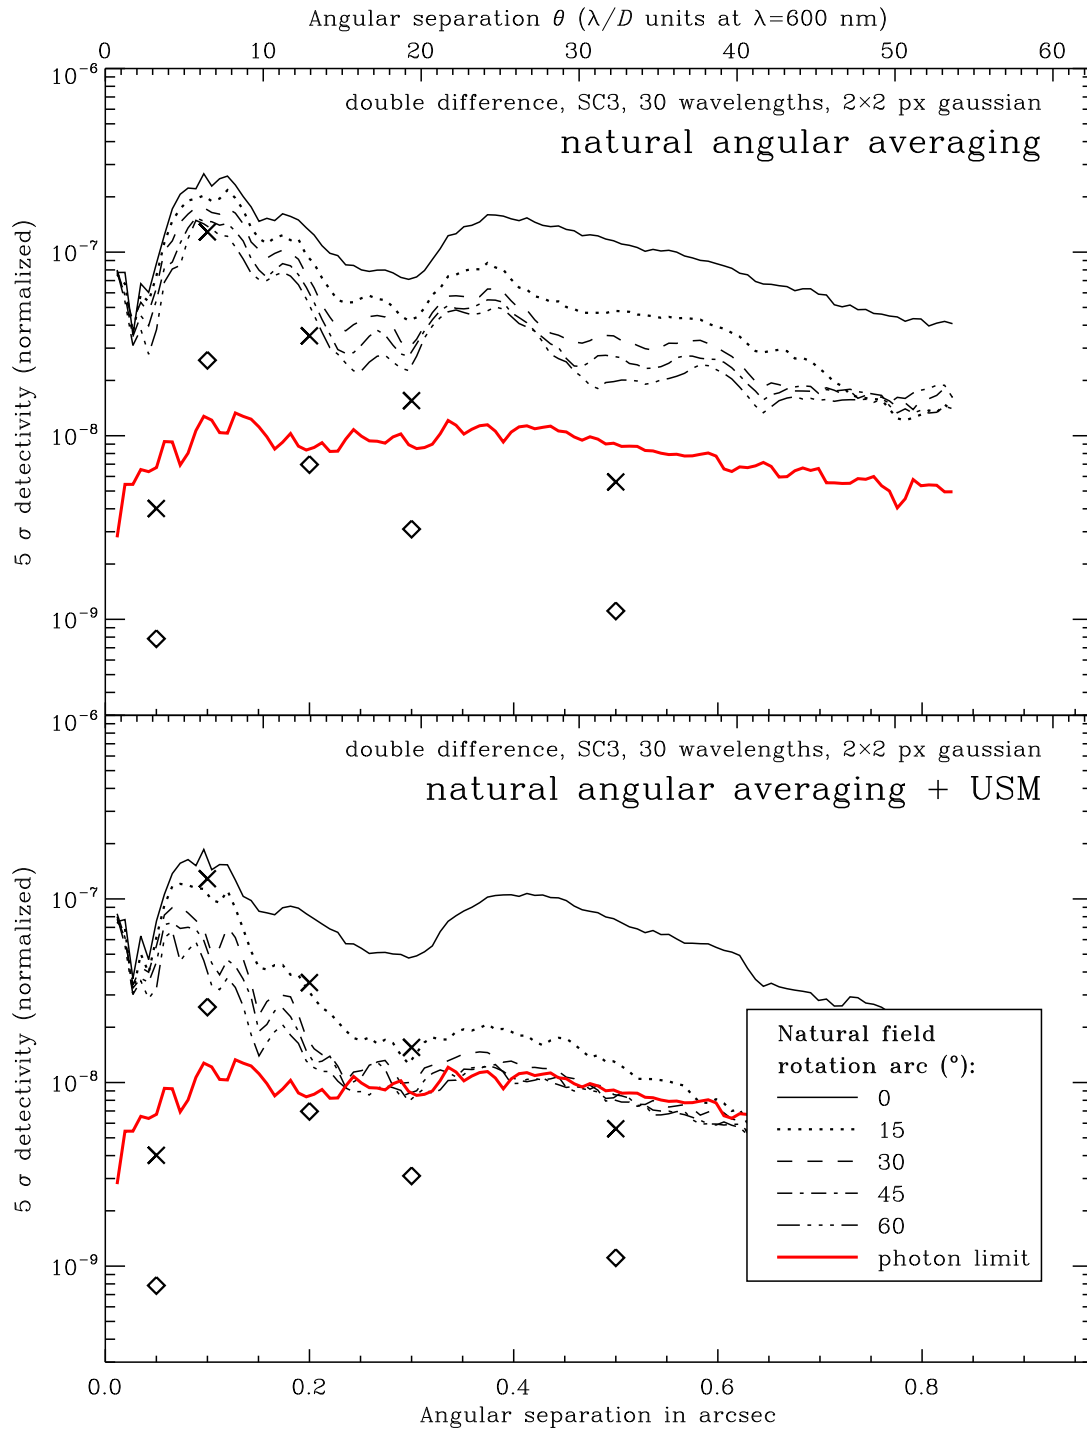 Angular separation θ (λ/D units at λ=600 nm)
0 10 20 30 40 50 60
10⁻⁶
double difference, SC3, 30 wavelengths, 2×2 px gaussian
natural angular averaging
10⁻⁷
5 σ detectivity (normalized)
10⁻⁸
10⁻⁹
10⁻⁶
double difference, SC3, 30 wavelengths, 2×2 px gaussian
natural angular averaging + USM
10⁻⁷
5 σ detectivity (normalized)
10⁻⁸
10⁻⁹
Natural field
rotation arc (°):
0
15
30
45
60
photon limit
0.0 0.2 0.4 0.6 0.8
Angular separation in arcsec